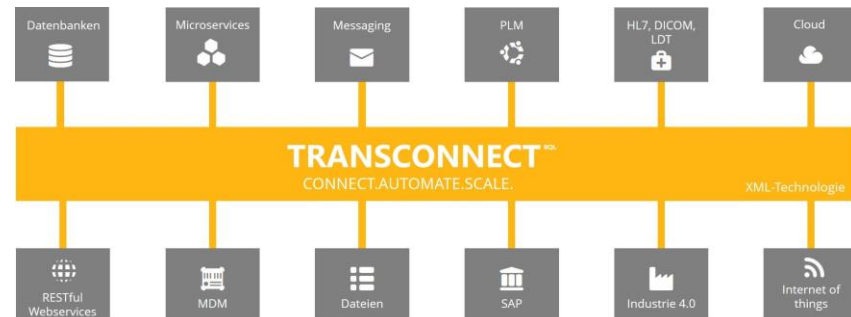 Datenbanken
Microservices
Messaging
PLM
HL7, DICOM,
LDT
Cloud
TRANSCONNECT
CONNECT.AUTOMATE.SCALE.
XML-Technologie
RESTful
Webservices
MDM
Dateien
SAP
Industrie 4.0
Internet of
things